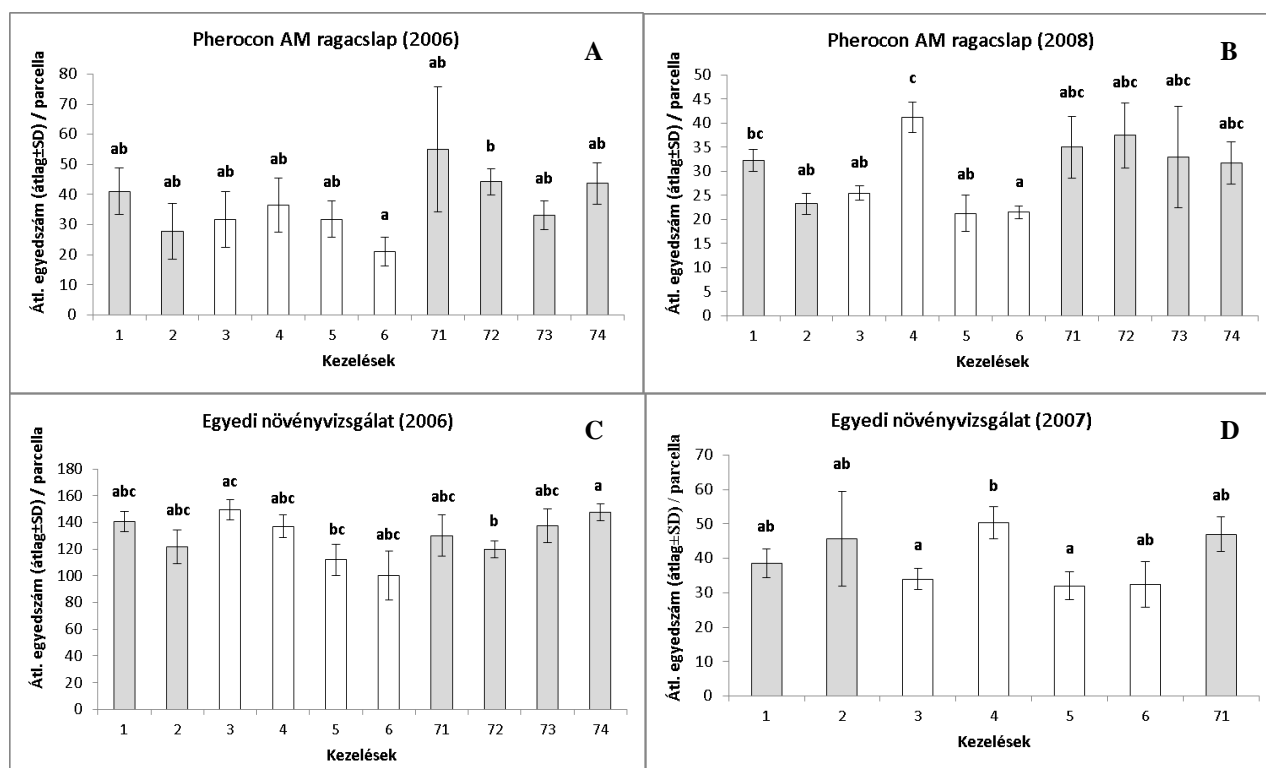 Pherocon AM ragacslap (2006)
A
Átl. egyedszám (átlag±SD) / parcella
80
70
60
50
40
30
20
10
0
ab
ab
ab
ab
ab
a
ab
b
ab
ab
1 2 3 4 5 6 71 72 73 74
Kezelések
Pherocon AM ragacslap (2008)
B
Átl. egyedszám (átlag±SD) / parcella
50
45
40
35
30
25
20
15
10
5
0
bc
ab
ab
c
ab
a
abc
abc
abc
abc
1 2 3 4 5 6 71 72 73 74
Kezelések
Egyedi növényvizsgálat (2006)
C
Átl. egyedszám (átlag±SD) / parcella
180
160
140
120
100
80
60
40
20
0
abc
abc
ac
abc
bc
abc
abc
b
abc
a
1 2 3 4 5 6 71 72 73 74
Kezelések
Egyedi növényvizsgálat (2007)
D
Átl. egyedszám (átlag±SD) / parcella
70
60
50
40
30
20
10
0
ab
ab
a
b
a
ab
ab
1 2 3 4 5 6 71
Kezelések